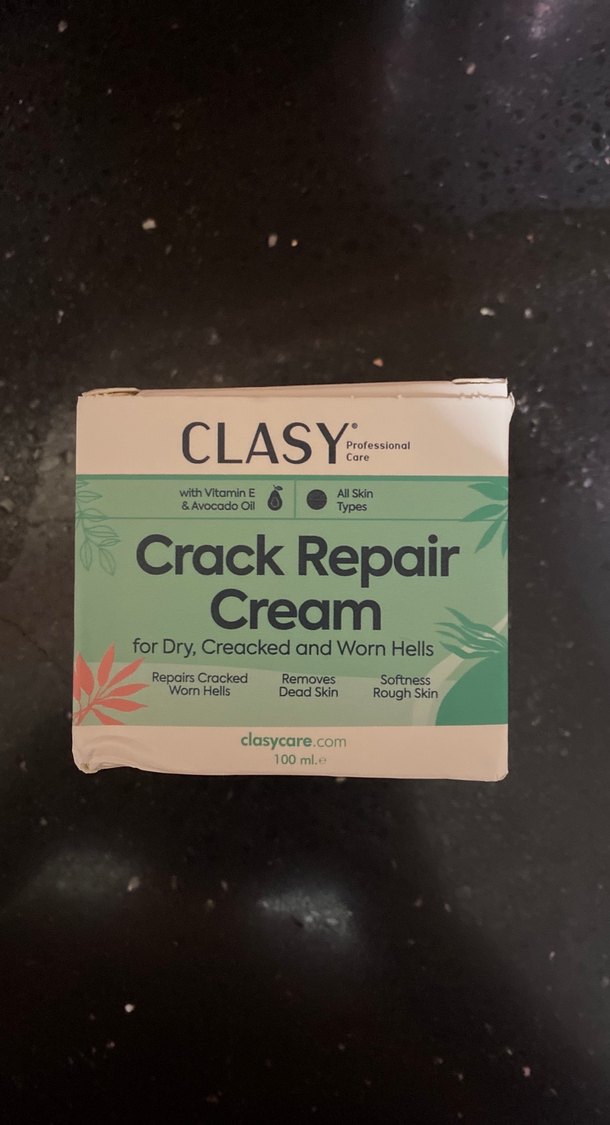 CLASY®
Professional
Care
with Vitamin E
& Avocado Oil
All Skin
Types
Crack Repair
Cream
for Dry, Creacked and Worn Hells
Repairs Cracked
Worn Hells
Removes
Dead Skin
Softness
Rough Skin
clasycare.com
100 ml.℮